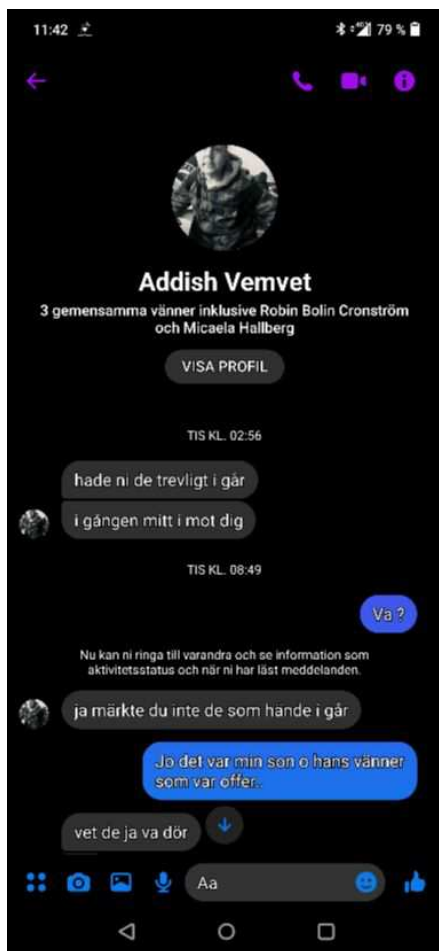 11:42
79 %
Addish Vemvet
3 gemensamma vänner inklusive Robin Bolin Cronström
och Micaela Hallberg
VISA PROFIL
TIS KL. 02:56
hade ni de trevligt i går
i gången mitt i mot dig
TIS KL. 08:49
Va ?
Nu kan ni ringa till varandra och se information som
aktivitetsstatus och när ni har läst meddelanden.
ja märkte du inte de som hände i går
Jo det var min son o hans vänner
som var offer..
vet de ja va dör
Aa